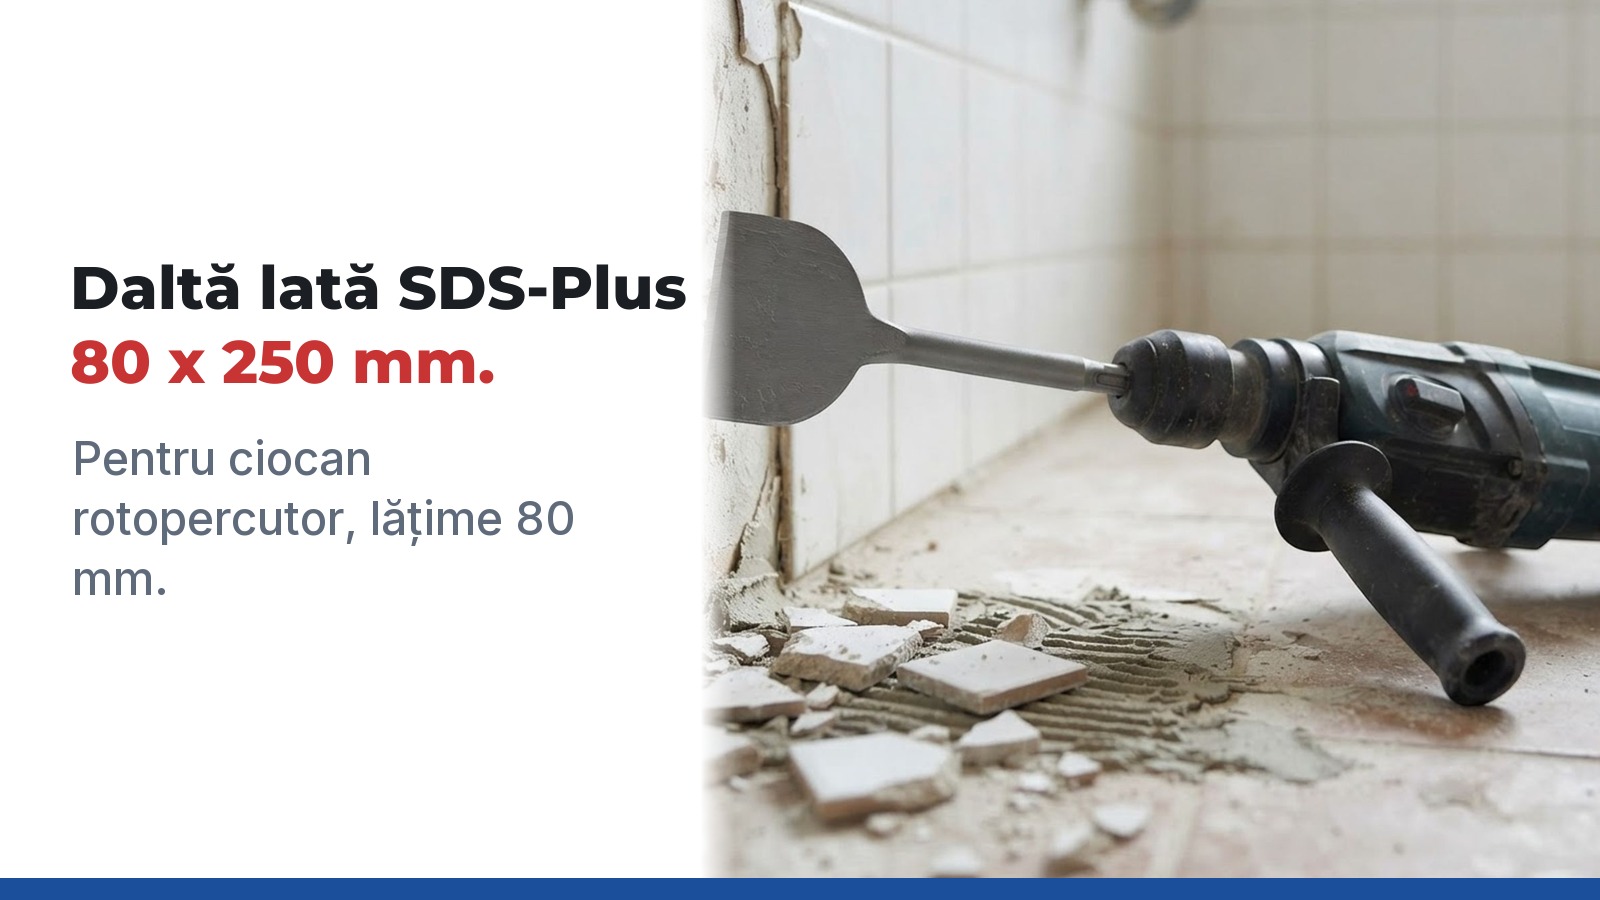 Daltă lată SDS-Plus
80 x 250 mm.
Pentru ciocan
rotopercutor, lățime 80
mm.